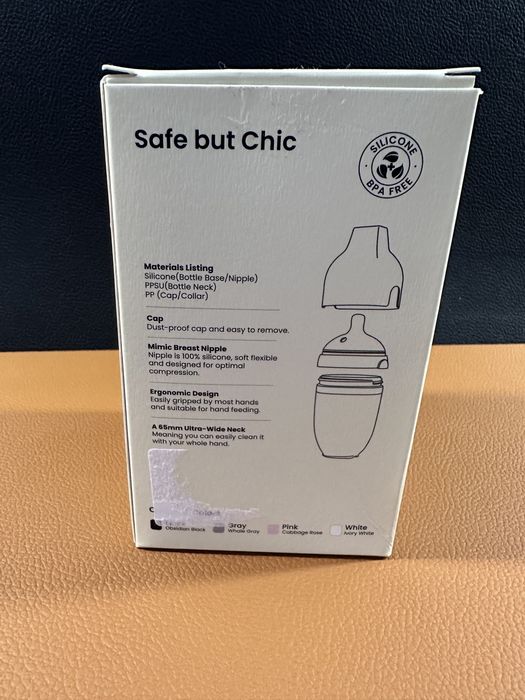 Safe but Chic
SILICONE
BPA FREE
Materials Listing
Silicone(Bottle Base/Nipple)
PPSU(Bottle Neck)
PP (Cap/Collar)
Cap
Dust-proof cap and easy to remove.
Mimic Breast Nipple
Nipple is 100% silicone, soft flexible
and designed for optimal
compression.
Ergonomic Design
Easily gripped by most hands
and suitable for hand feeding.
A 65mm Ultra-Wide Neck
Meaning you can easily clean it
with your whole hand.
Gray Pink White
Obsidian Black Whale Gray Cabbage Rose Ivory White